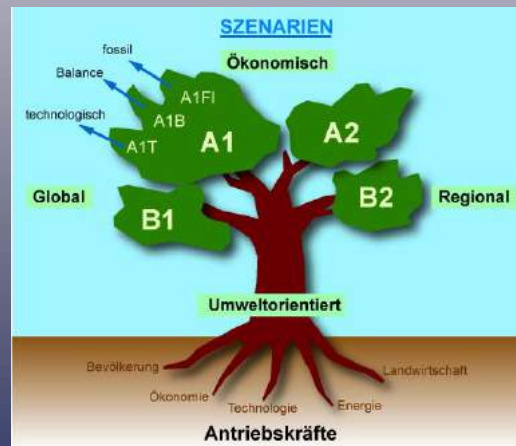 SZENARIEN
fossil
Ökonomisch
Balance
A1FI
technologisch
A1B
A1T
A1
A2
Global
B1
B2
Regional
Umweltorientiert
Bevölkerung
Landwirtschaft
Ökonomie
Technologie
Energie
Antriebskräfte